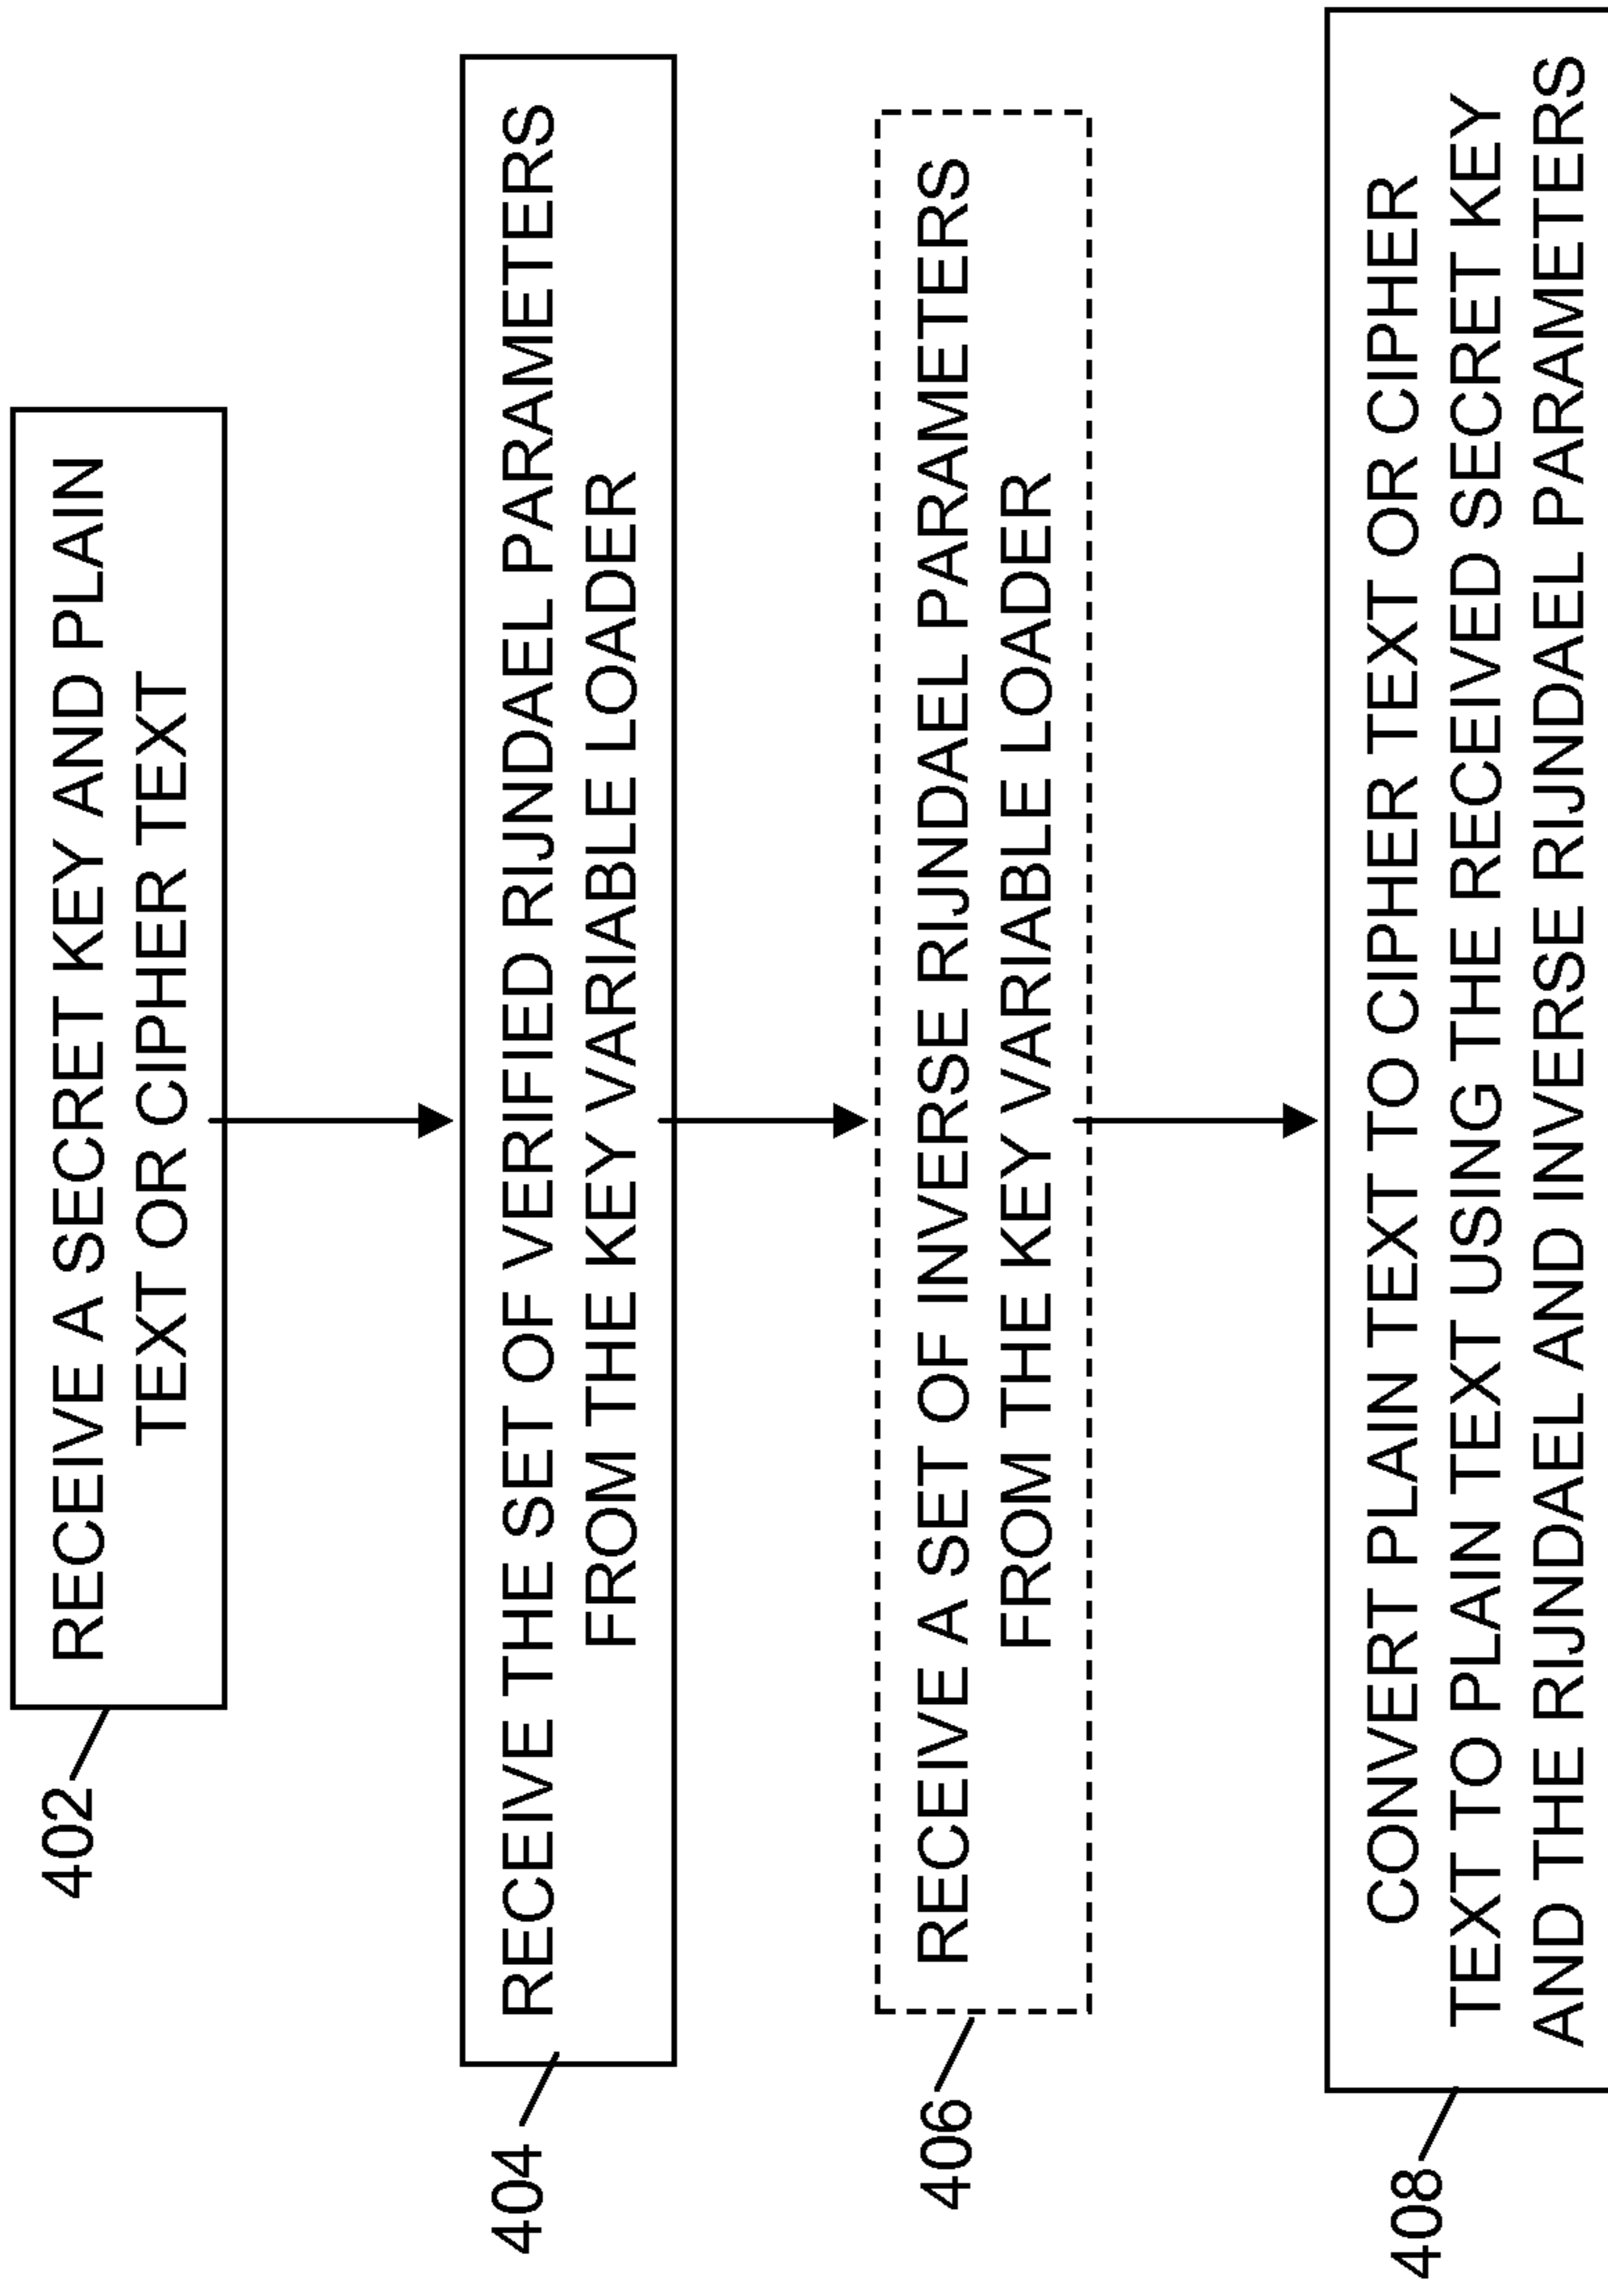 402
RECEIVE A SECRET KEY AND PLAIN
TEXT OR CIPHER TEXT
404
RECEIVE THE SET OF VERIFIED RIJNDAEL PARAMETERS
FROM THE KEY VARIABLE LOADER
406
RECEIVE A SET OF INVERSE RIJNDAEL PARAMETERS
FROM THE KEY VARIABLE LOADER
408
CONVERT PLAIN TEXT TO CIPHER TEXT OR CIPHER
TEXT TO PLAIN TEXT USING THE RECEIVED SECRET KEY
AND THE RIJNDAEL AND INVERSE RIJNDAEL PARAMETERS